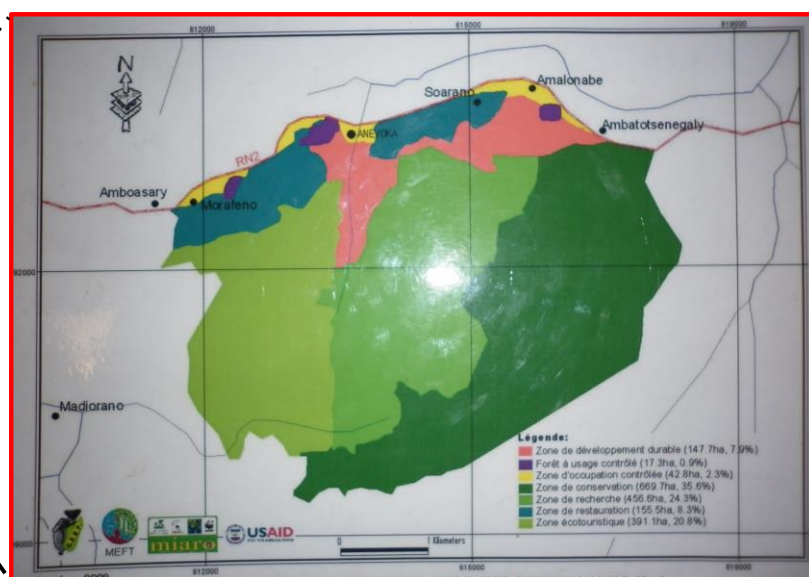 812000
815000
818000
N
Amalonabe
Soarano
ANEVOKA
Ambatotsenegaly
RN2
Amboasary
Morafeno
92000
Madiorano
Légende:
Zone de développement durable (147.7ha, 7.9%)
Forêt à usage contrôlé (17.3ha, 0.9%)
Zone d'occupation contrôlée (42.8ha, 2.3%)
Zone de conservation (669.7ha, 35.6%)
Zone de recherche (456.6ha, 24.3%)
Zone de restauration (155.5ha, 8.3%)
Zone écotouristique (391.1ha, 20.8%)
MEFT
miaro
WWF
USAID
0 1 Kilometers
812000
815000
818000